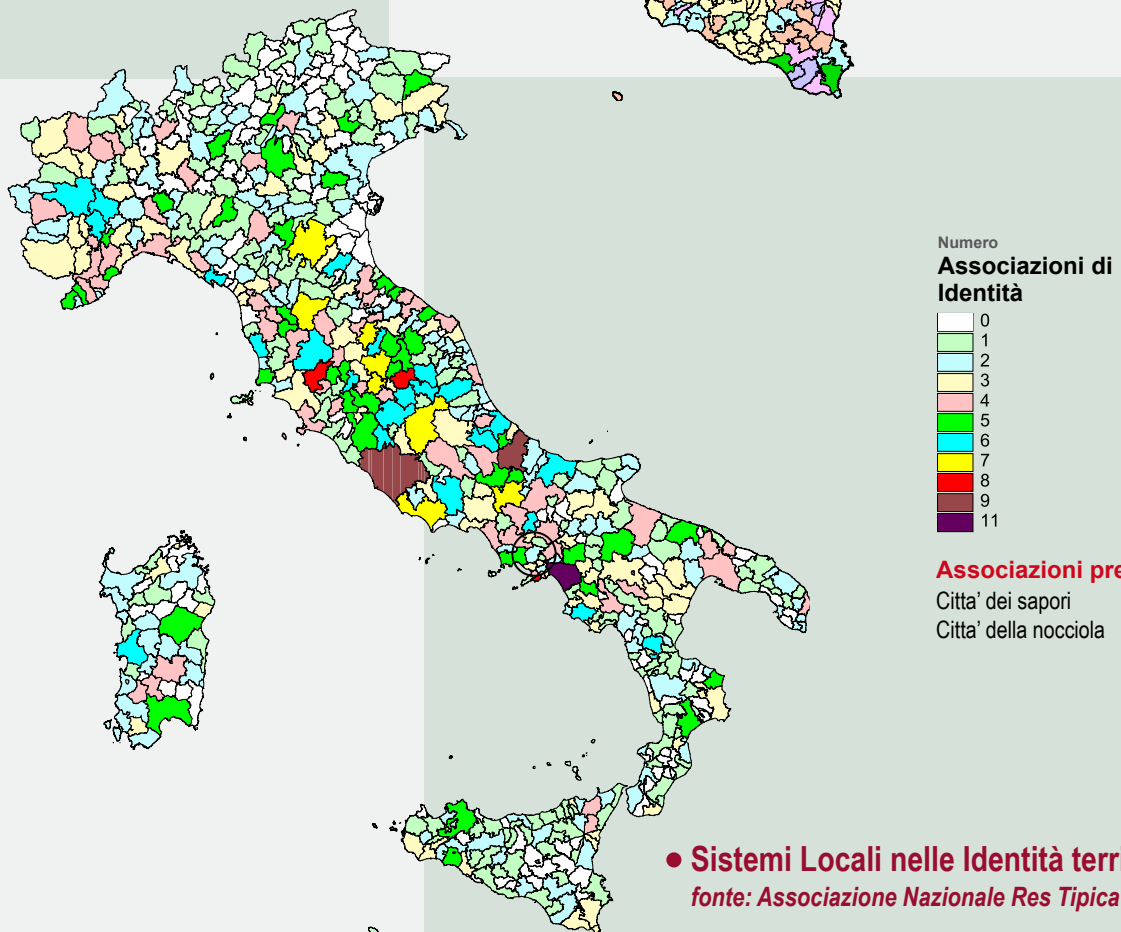 Numero
Associazioni di
Identità
0
1
2
3
4
5
6
7
8
9
11
Associazioni pre
Citta' dei sapori
Citta' della nocciola
• Sistemi Locali nelle Identità terri
fonte: Associazione Nazionale Res Tipica